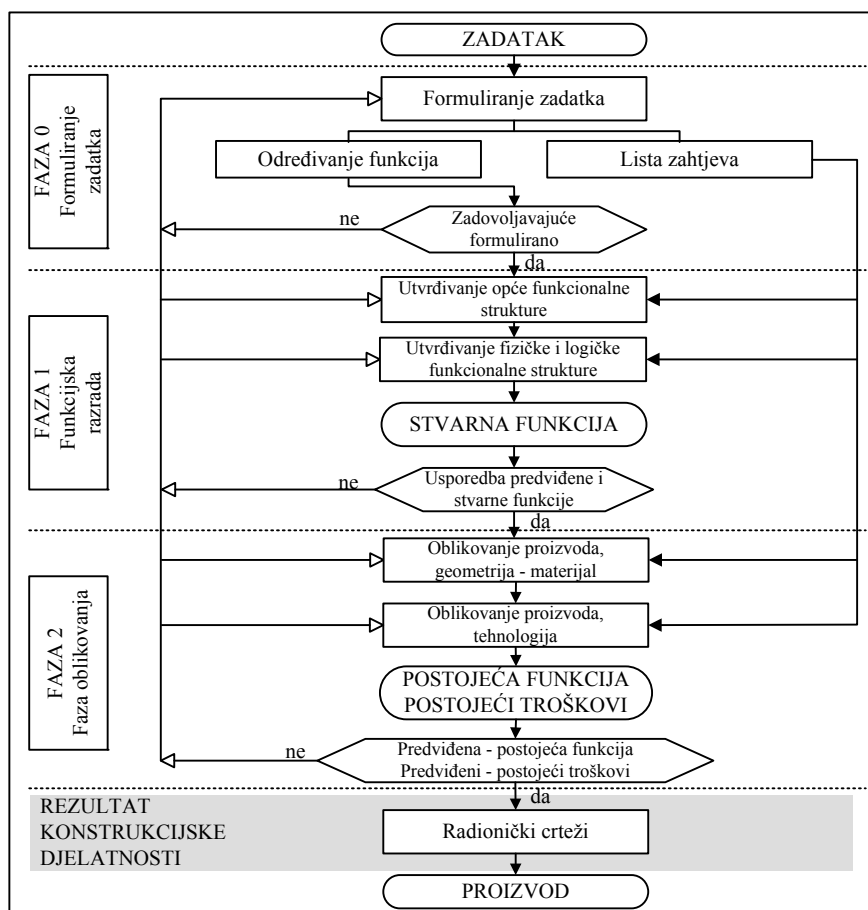 ZADATAK
FAZA 0
Formuliranje
zadatka
Formuliranje zadatka
Određivanje funkcija
Lista zahtjeva
ne
Zadovoljavajuće
formulirano
da
FAZA 1
Funkcijska
razrada
Utvrđivanje opće funkcionalne
strukture
Utvrđivanje fizičke i logičke
funkcionalne strukture
STVARNA FUNKCIJA
ne
Usporedba predviđene i
stvarne funkcije
da
FAZA 2
Faza oblikovanja
Oblikovanje proizvoda,
geometrija - materijal
Oblikovanje proizvoda,
tehnologija
POSTOJEĆA FUNKCIJA
POSTOJEĆI TROŠKOVI
ne
Predviđena - postojeća funkcija
Predviđeni - postojeći troškovi
da
REZULTAT
KONSTRUKCIJSKE
DJELATNOSTI
Radionički crteži
PROIZVOD